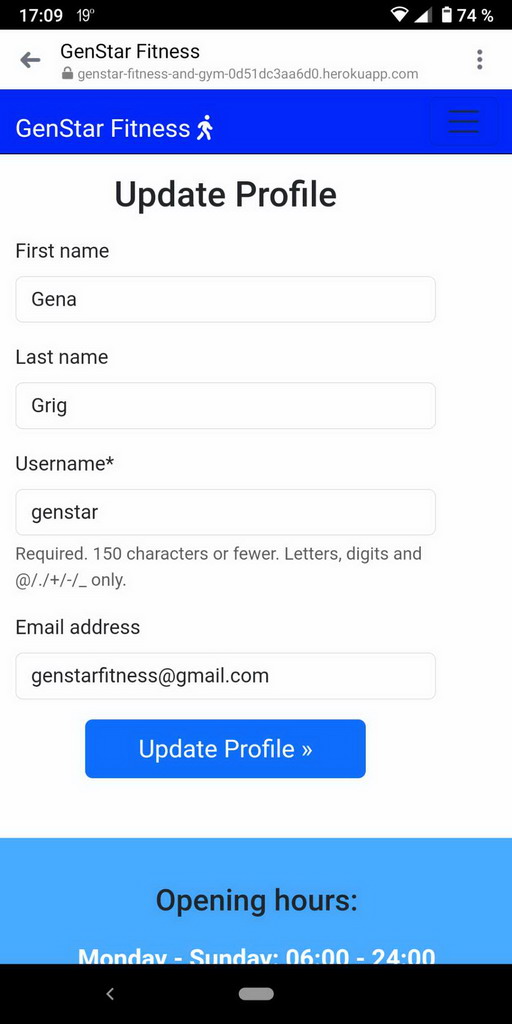 17:09 19° 74 %
GenStar Fitness
genstar-fitness-and-gym-0d51dc3aa6d0.herokuapp.com
GenStar Fitness
Update Profile
First name
Gena
Last name
Grig
Username*
genstar
Required. 150 characters or fewer. Letters, digits and
@/./+/-/_ only.
Email address
genstarfitness@gmail.com
Update Profile »
Opening hours:
Monday - Sunday: 06:00 - 24:00